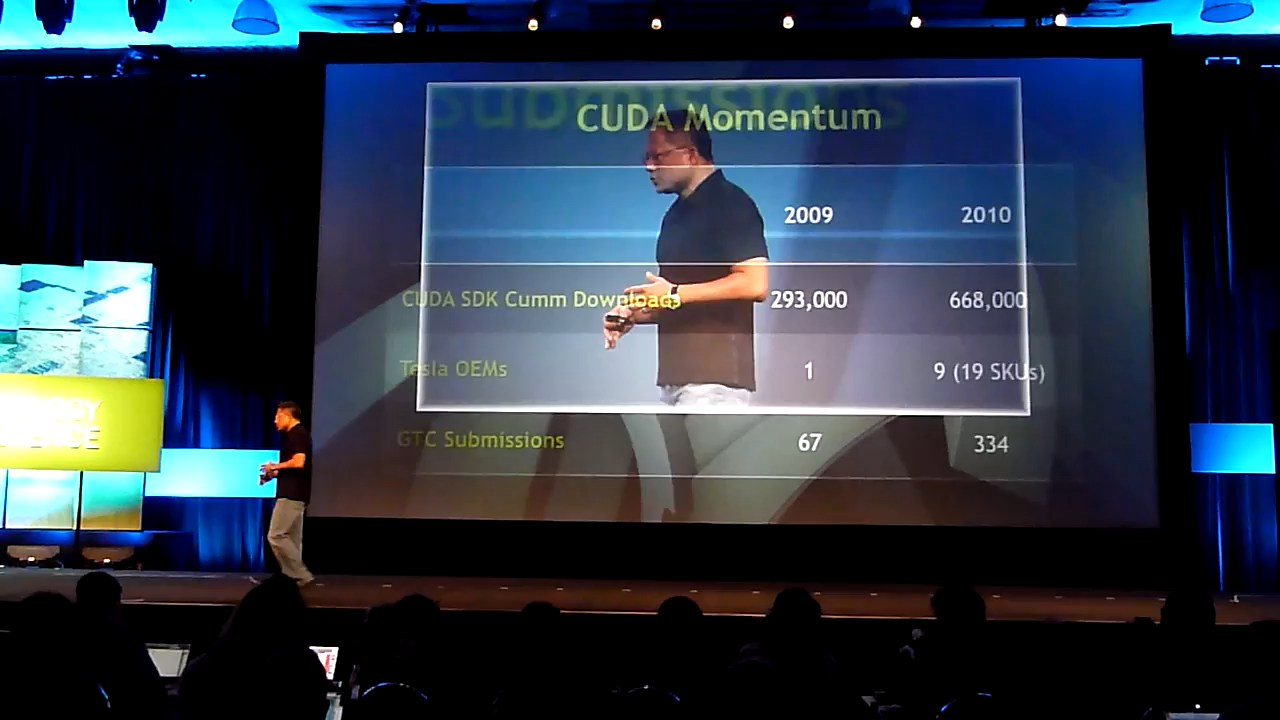 Submissions
CUDA Momentum
2009 2010
CUDA SDK Cumm Downloads 293,000 668,000
Tesla OEMs 1 9 (19 SKUs)
GTC Submissions 67 334